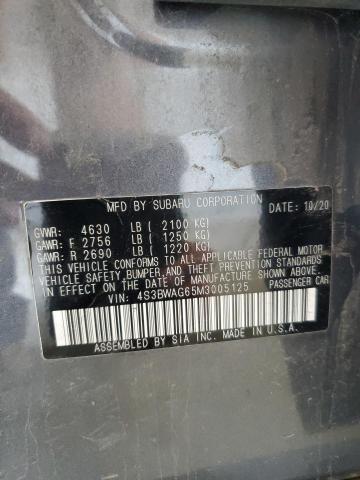 MFD BY SUBARU CORPORATION DATE: 10/20
GVWR: 4630 LB ( 2100 KG)
GAWR: F 2756 LB ( 1250 KG)
GAWR: R 2690 LB ( 1220 KG)
THIS VEHICLE CONFORMS TO ALL APPLICABLE FEDERAL MOTOR
VEHICLE SAFETY, BUMPER, AND THEFT PREVENTION STANDARDS
IN EFFECT ON THE DATE OF MANUFACTURE SHOWN ABOVE.
VIN: 4S3BWAG65M3005125 PASSENGER CAR
ASSEMBLED BY SIA INC. MADE IN U.S.A.